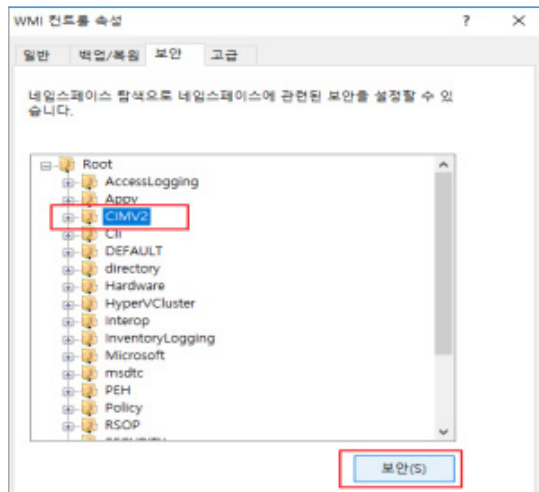 WMI 컨트롤 속성
일반 백업/복원 보안 고급
네임스페이스 탐색으로 네임스페이스에 관련된 보안을 설정할 수 있
습니다.
Root
AccessLogging
Appv
CIMV2
Cli
DEFAULT
directory
Hardware
HyperVCluster
Interop
InventoryLogging
Microsoft
msdtc
PEH
Policy
RSOP
보안(S)